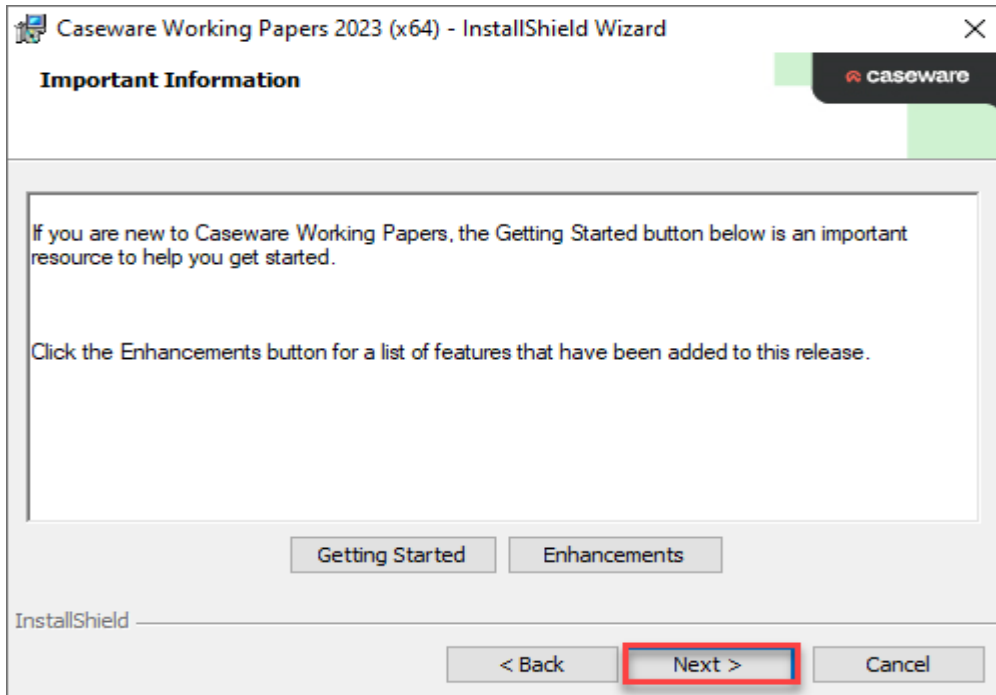 Caseware Working Papers 2023 (x64) - InstallShield Wizard
Important Information
caseware
If you are new to Caseware Working Papers, the Getting Started button below is an important
resource to help you get started.
Click the Enhancements button for a list of features that have been added to this release.
Getting Started Enhancements
InstallShield
< Back Next > Cancel